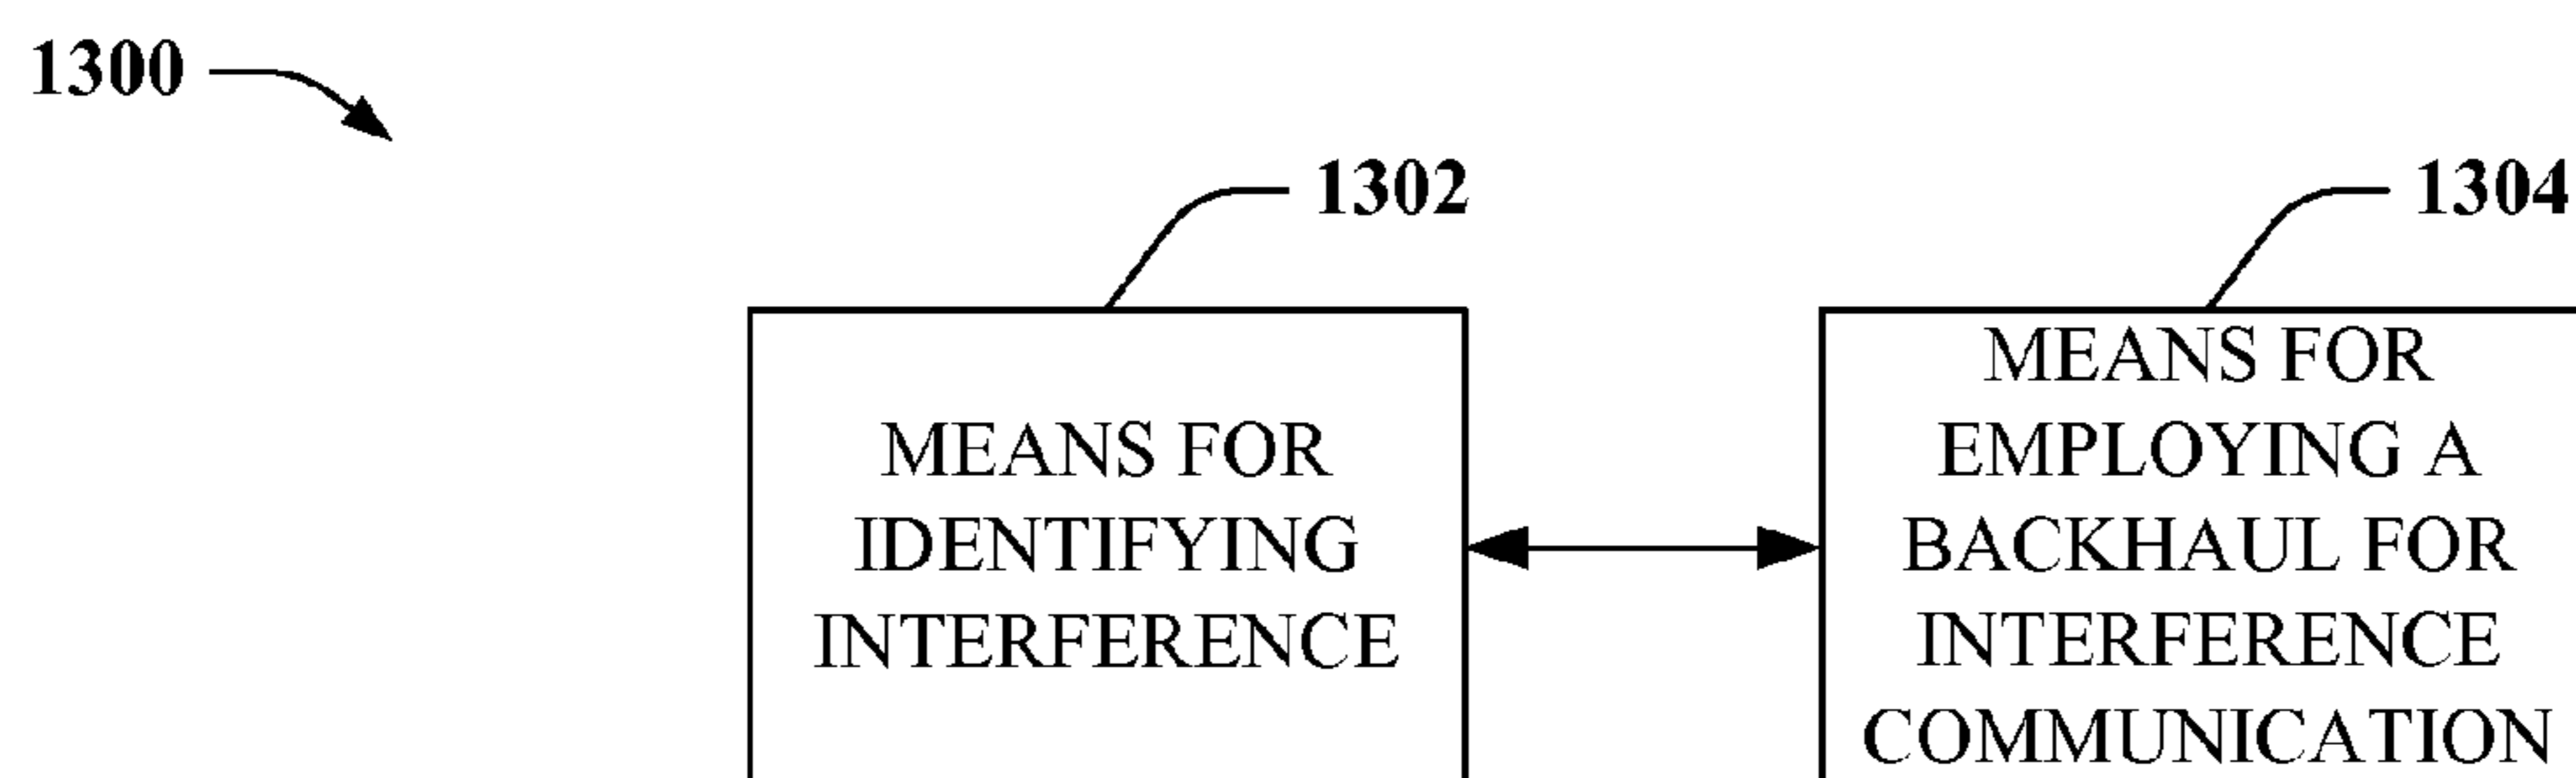 1300
1302
1304
MEANS FOR
IDENTIFYING
INTERFERENCE
MEANS FOR
EMPLOYING A
BACKHAUL FOR
INTERFERENCE
COMMUNICATION